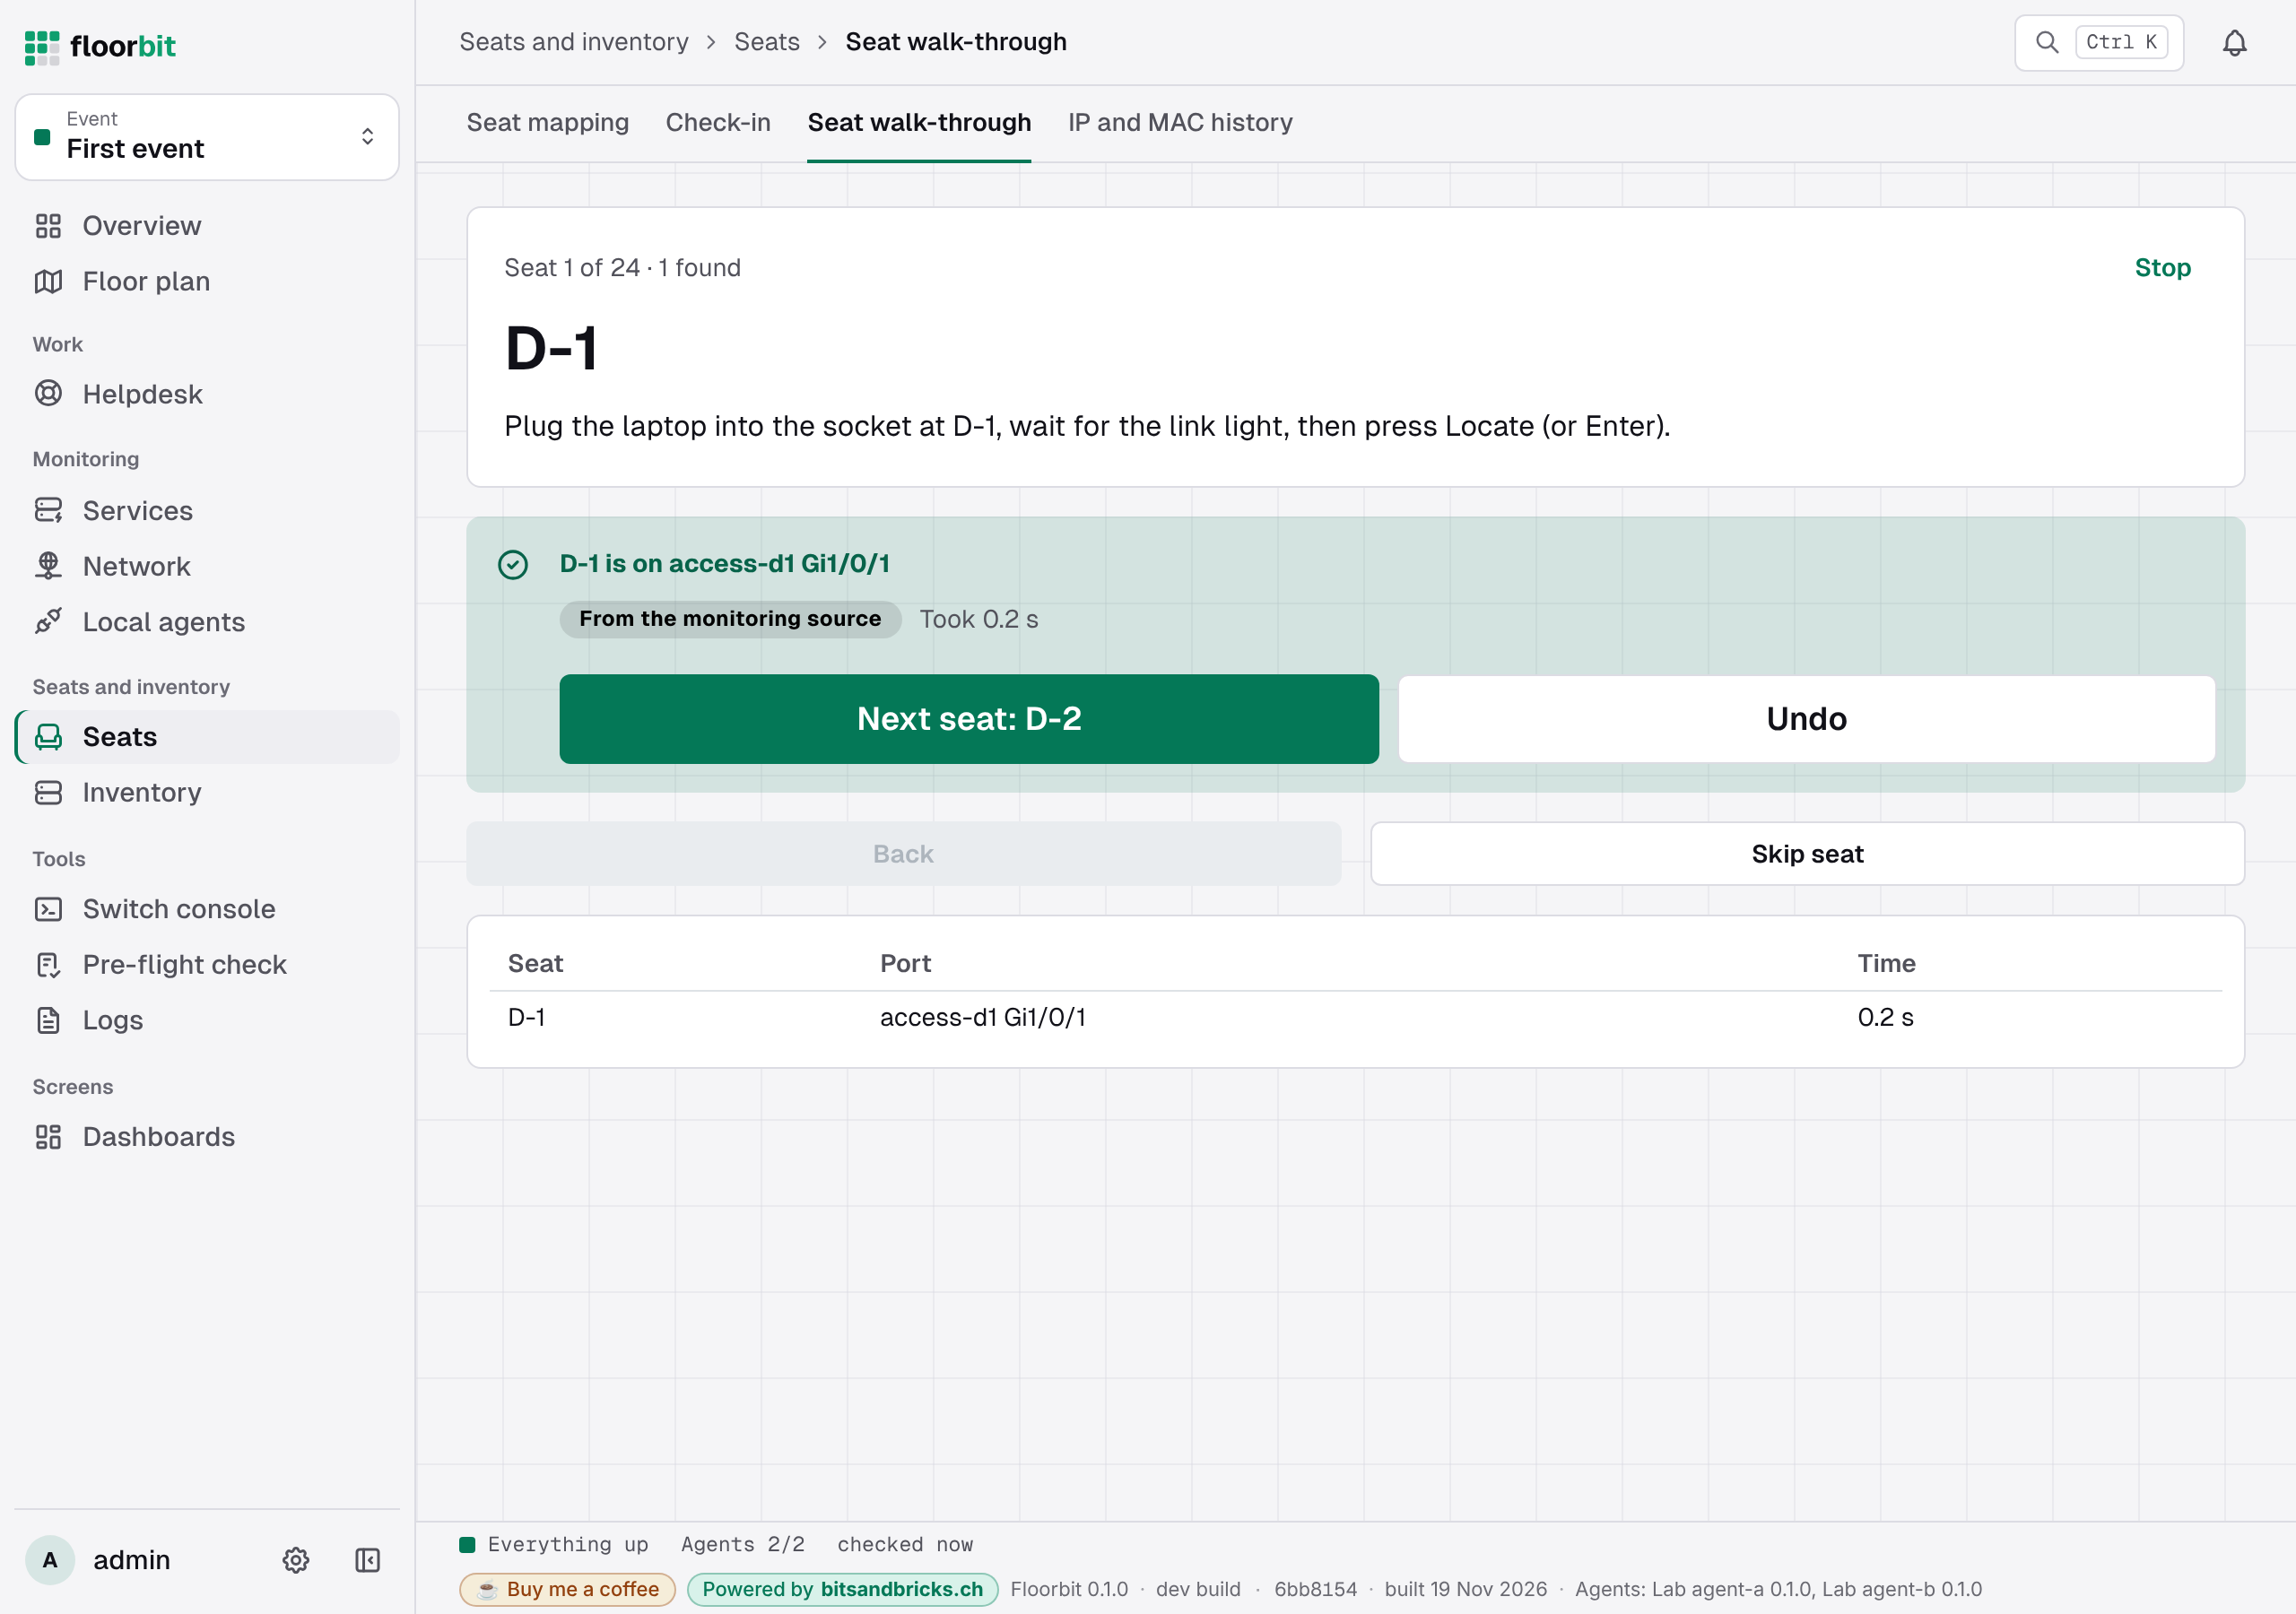 floorbit
Seats and inventory > Seats > Seat walk-through
Ctrl K
Event
First event
Seat mapping
Check-in
Seat walk-through
IP and MAC history
Overview
Floor plan
Work
Helpdesk
Monitoring
Services
Network
Local agents
Seats and inventory
Seats
Inventory
Tools
Switch console
Pre-flight check
Logs
Screens
Dashboards
A
admin
Seat 1 of 24 · 1 found
Stop
D-1
Plug the laptop into the socket at D-1, wait for the link light, then press Locate (or Enter).
D-1 is on access-d1 Gi1/0/1
From the monitoring source
Took 0.2 s
Next seat: D-2
Undo
Back
Skip seat
Seat Port Time
D-1 access-d1 Gi1/0/1 0.2 s
Everything up Agents 2/2 checked now
Buy me a coffee
Powered by bitsandbricks.ch
Floorbit 0.1.0 · dev build · 6bb8154 · built 19 Nov 2026 · Agents: Lab agent-a 0.1.0, Lab agent-b 0.1.0